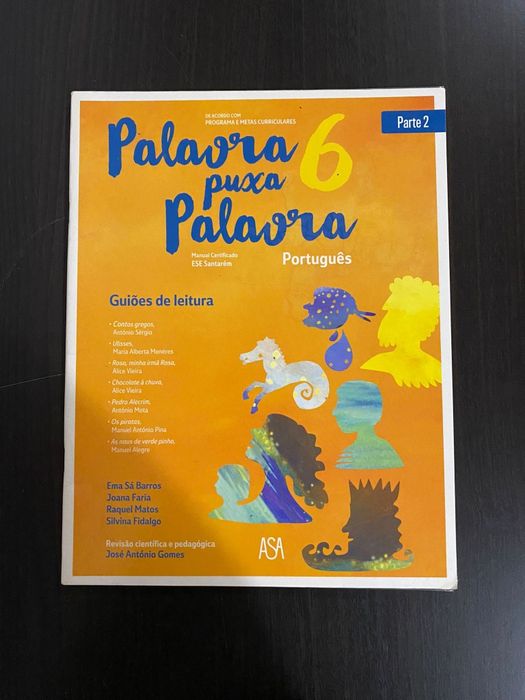 DE ACORDO COM
PROGRAMA E METAS CURRICULARES
Parte 2
Palavra 6
puxa
Palavra
Manual Certificado
ESE Santarém
Português
Guiões de leitura
• Contos gregos,
António Sérgio
• Ulisses,
Maria Alberta Menéres
• Rosa, minha irmã Rosa,
Alice Vieira
• Chocolate à chuva,
Alice Vieira
• Pedro Alecrim,
António Mota
• Os piratas,
Manuel António Pina
• As naus de verde pinho,
Manuel Alegre
Ema Sá Barros
Joana Faria
Raquel Matos
Silvina Fidalgo
Revisão científica e pedagógica
José António Gomes
ASA